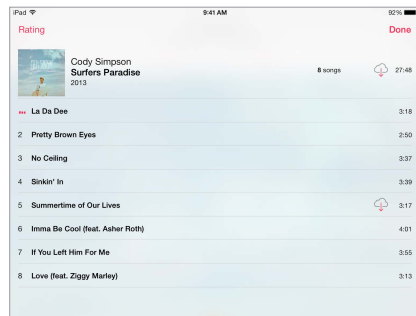 iPad 9:41 AM 92%
Rating Done
Cody Simpson
Surfers Paradise 8 songs 27:48
2013
La Da Dee 3:18
2 Pretty Brown Eyes 2:50
3 No Ceiling 3:37
4 Sinkin' In 3:39
5 Summertime of Our Lives 3:17
6 Imma Be Cool (feat. Asher Roth) 4:01
7 If You Left Him For Me 3:55
8 Love (feat. Ziggy Marley) 3:13